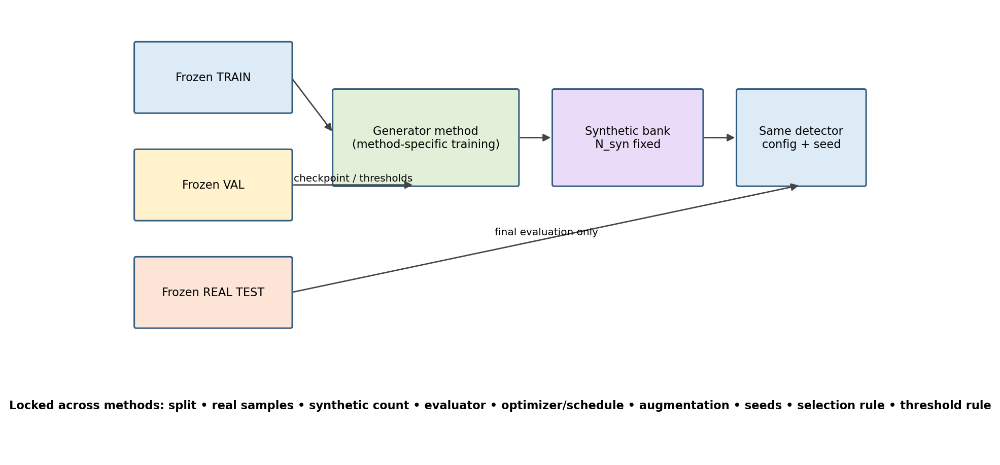 Frozen TRAIN
Generator method
(method-specific training)
Synthetic bank
N_syn fixed
Same detector
config + seed
checkpoint / thresholds
Frozen VAL
final evaluation only
Frozen REAL TEST
Locked across methods: split • real samples • synthetic count • evaluator • optimizer/schedule • augmentation • seeds • selection rule • threshold rule